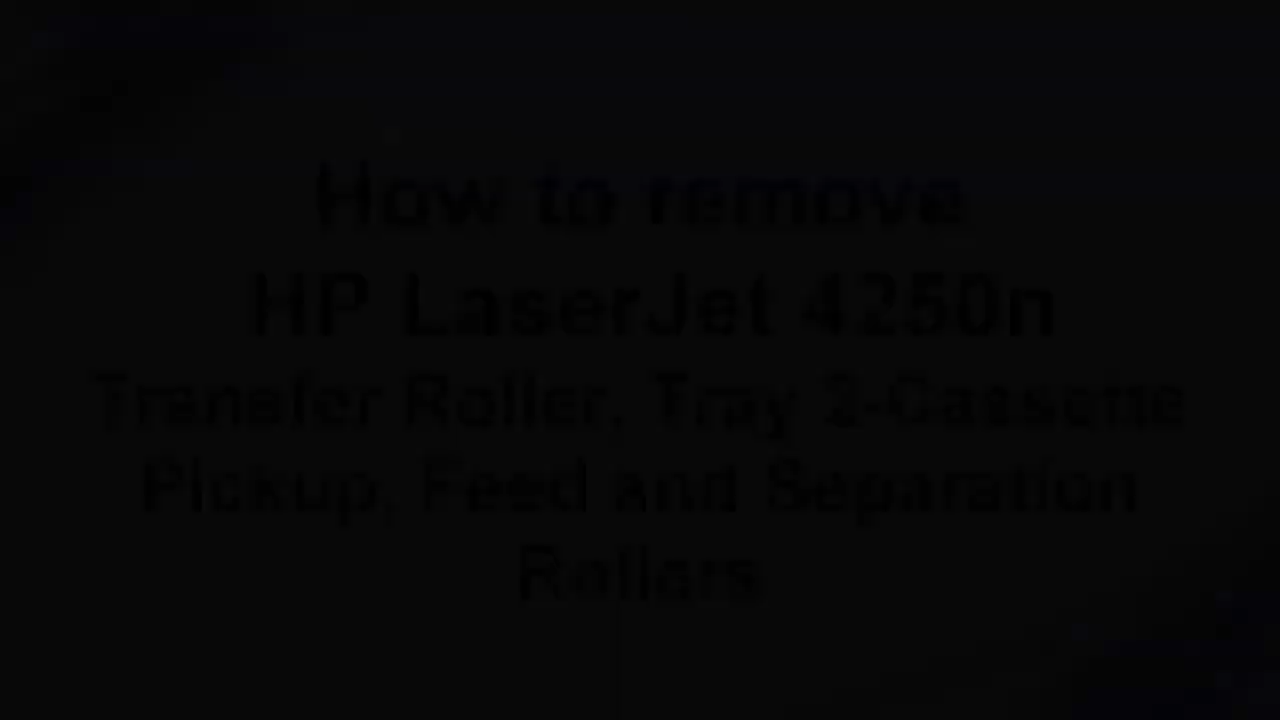 How to remove
HP LaserJet 4250n
Transfer Roller, Tray 2-Cassette
Pickup, Feed and Separation
Rollers